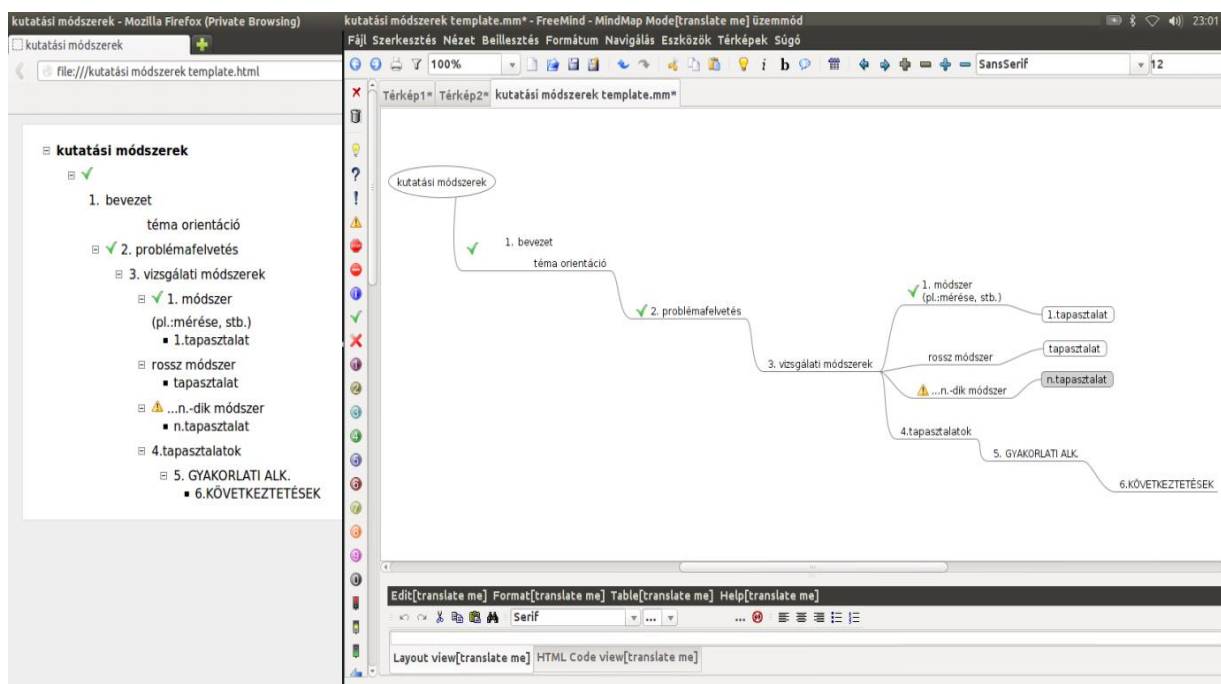 kutatási módszerek - Mozilla Firefox (Private Browsing)
kutatási módszerek
file:///kutatási módszerek template.html
kutatási módszerek
1. bevezet
téma orientáció
2. problémafelvetés
3. vizsgálati módszerek
1. módszer
(pl.:mérése, stb.)
1.tapasztalat
rossz módszer
tapasztalat
...n.-dik módszer
n.tapasztalat
4.tapasztalatok
5. GYAKORLATI ALK.
6.KÖVETKEZTETÉSEK
kutatási módszerek template.mm* - FreeMind - MindMap Mode[translate me] üzemmód
23:01
Fájl Szerkesztés Nézet Beillesztés Formátum Navigálás Eszközök Térképek Súgó
100% SansSerif 12
Térkép1* Térkép2* kutatási módszerek template.mm*
kutatási módszerek
1. bevezet
téma orientáció
2. problémafelvetés
3. vizsgálati módszerek
1. módszer
(pl.:mérése, stb.)
1.tapasztalat
rossz módszer
tapasztalat
...n.-dik módszer
n.tapasztalat
4.tapasztalatok
5. GYAKORLATI ALK.
6.KÖVETKEZTETÉSEK
Edit[translate me] Format[translate me] Table[translate me] Help[translate me]
Serif ... ...
Layout view[translate me] HTML Code view[translate me]